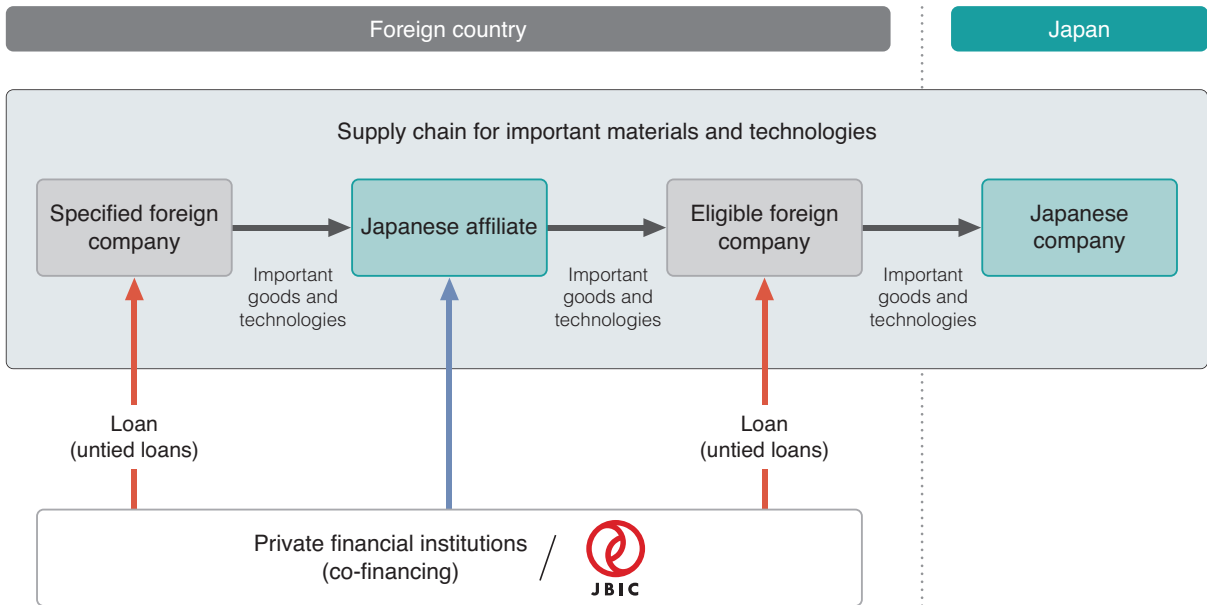 Foreign country
Japan
Supply chain for important materials and technologies
Specified foreign
company
Japanese affiliate
Eligible foreign
company
Japanese
company
Important
goods and
technologies
Important
goods and
technologies
Important
goods and
technologies
Loan
(untied loans)
Loan
(untied loans)
Private financial institutions
(co-financing)
/
JBIC